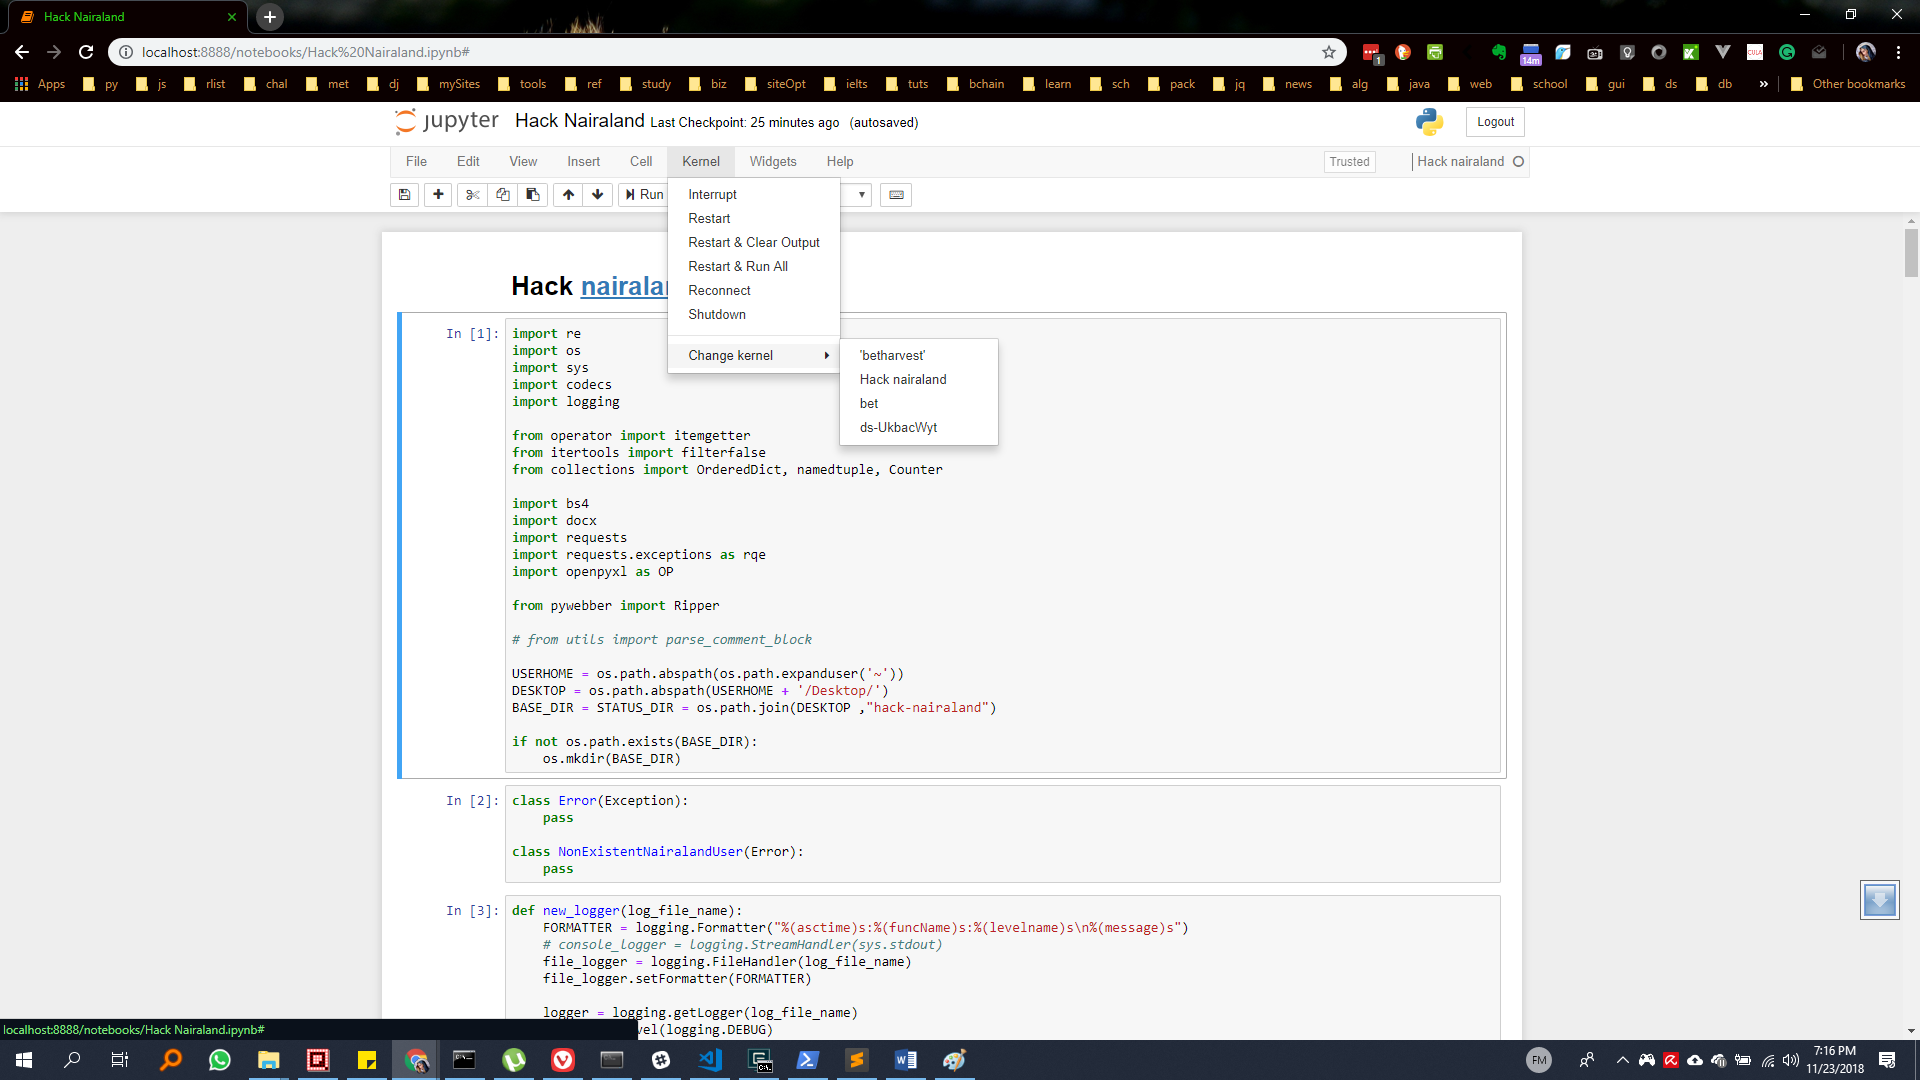 Hack Nairaland
localhost:8888/notebooks/Hack%20Nairaland.ipynb#
1
14m
CULA
Apps py js rlist chal met dj mySites tools ref study biz siteOpt ielts tuts bchain learn sch pack jq news alg java web school gui ds db » Other bookmarks
jupyter Hack Nairaland Last Checkpoint: 25 minutes ago (autosaved)
Logout
File Edit View Insert Cell Kernel Widgets Help
Trusted
Hack nairaland
Run
Interrupt
Restart
Restart & Clear Output
Restart & Run All
Reconnect
Shutdown
Change kernel
'betharvest'
Hack nairaland
bet
ds-UkbacWyt
Hack
In [1]:
import re
import os
import sys
import codecs
import logging
from operator import itemgetter
from itertools import filterfalse
from collections import OrderedDict, namedtuple, Counter
import bs4
import docx
import requests
import requests.exceptions as rqe
import openpyxl as OP
from pywebber import Ripper
# from utils import parse_comment_block
USERHOME = os.path.abspath(os.path.expanduser('~'))
DESKTOP = os.path.abspath(USERHOME + '/Desktop/')
BASE_DIR = STATUS_DIR = os.path.join(DESKTOP ,"hack-nairaland")
if not os.path.exists(BASE_DIR):
os.mkdir(BASE_DIR)
In [2]:
class Error(Exception):
pass
class NonExistentNairalandUser(Error):
pass
In [3]:
def new_logger(log_file_name):
FORMATTER = logging.Formatter("%(asctime)s:%(funcName)s:%(levelname)s\n%(message)s")
# console_logger = logging.StreamHandler(sys.stdout)
file_logger = logging.FileHandler(log_file_name)
file_logger.setFormatter(FORMATTER)
logger = logging.getLogger(log_file_name)
vel(logging.DEBUG)
localhost:8888/notebooks/Hack Nairaland.ipynb#
FM
7:16 PM
11/23/2018